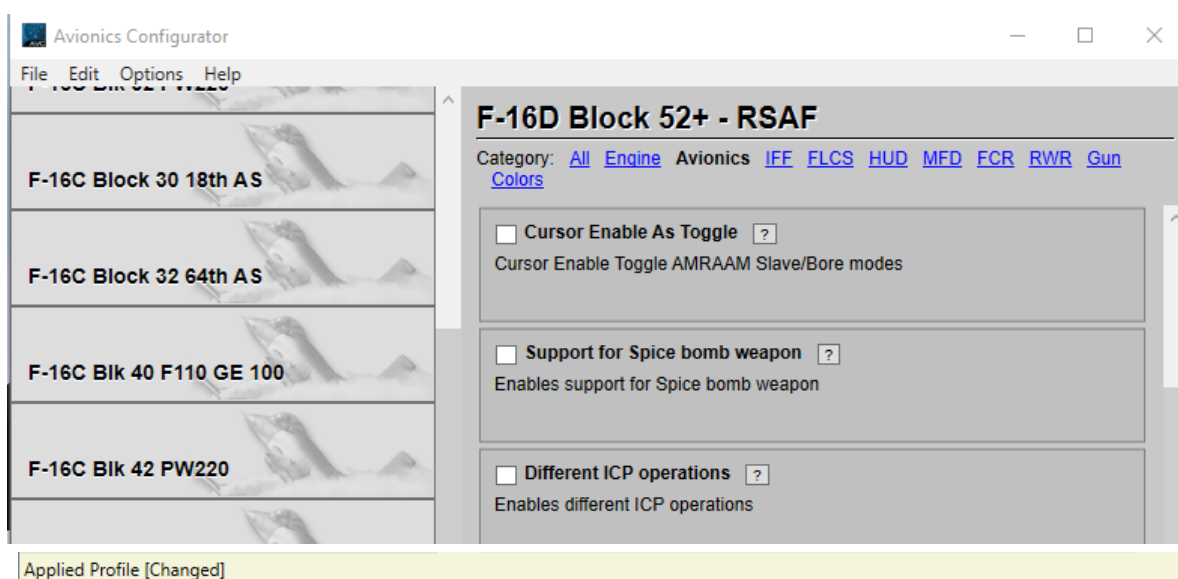 Avionics Configurator
File Edit Options Help
F-16C Block 30 18th AS
F-16C Block 32 64th AS
F-16C Blk 40 F110 GE 100
F-16C Blk 42 PW220
F-16D Block 52+ - RSAF
Category: All Engine Avionics IFF FLCS HUD MFD FCR RWR Gun
Colors
Cursor Enable As Toggle ?
Cursor Enable Toggle AMRAAM Slave/Bore modes
Support for Spice bomb weapon ?
Enables support for Spice bomb weapon
Different ICP operations ?
Enables different ICP operations
Applied Profile [Changed]